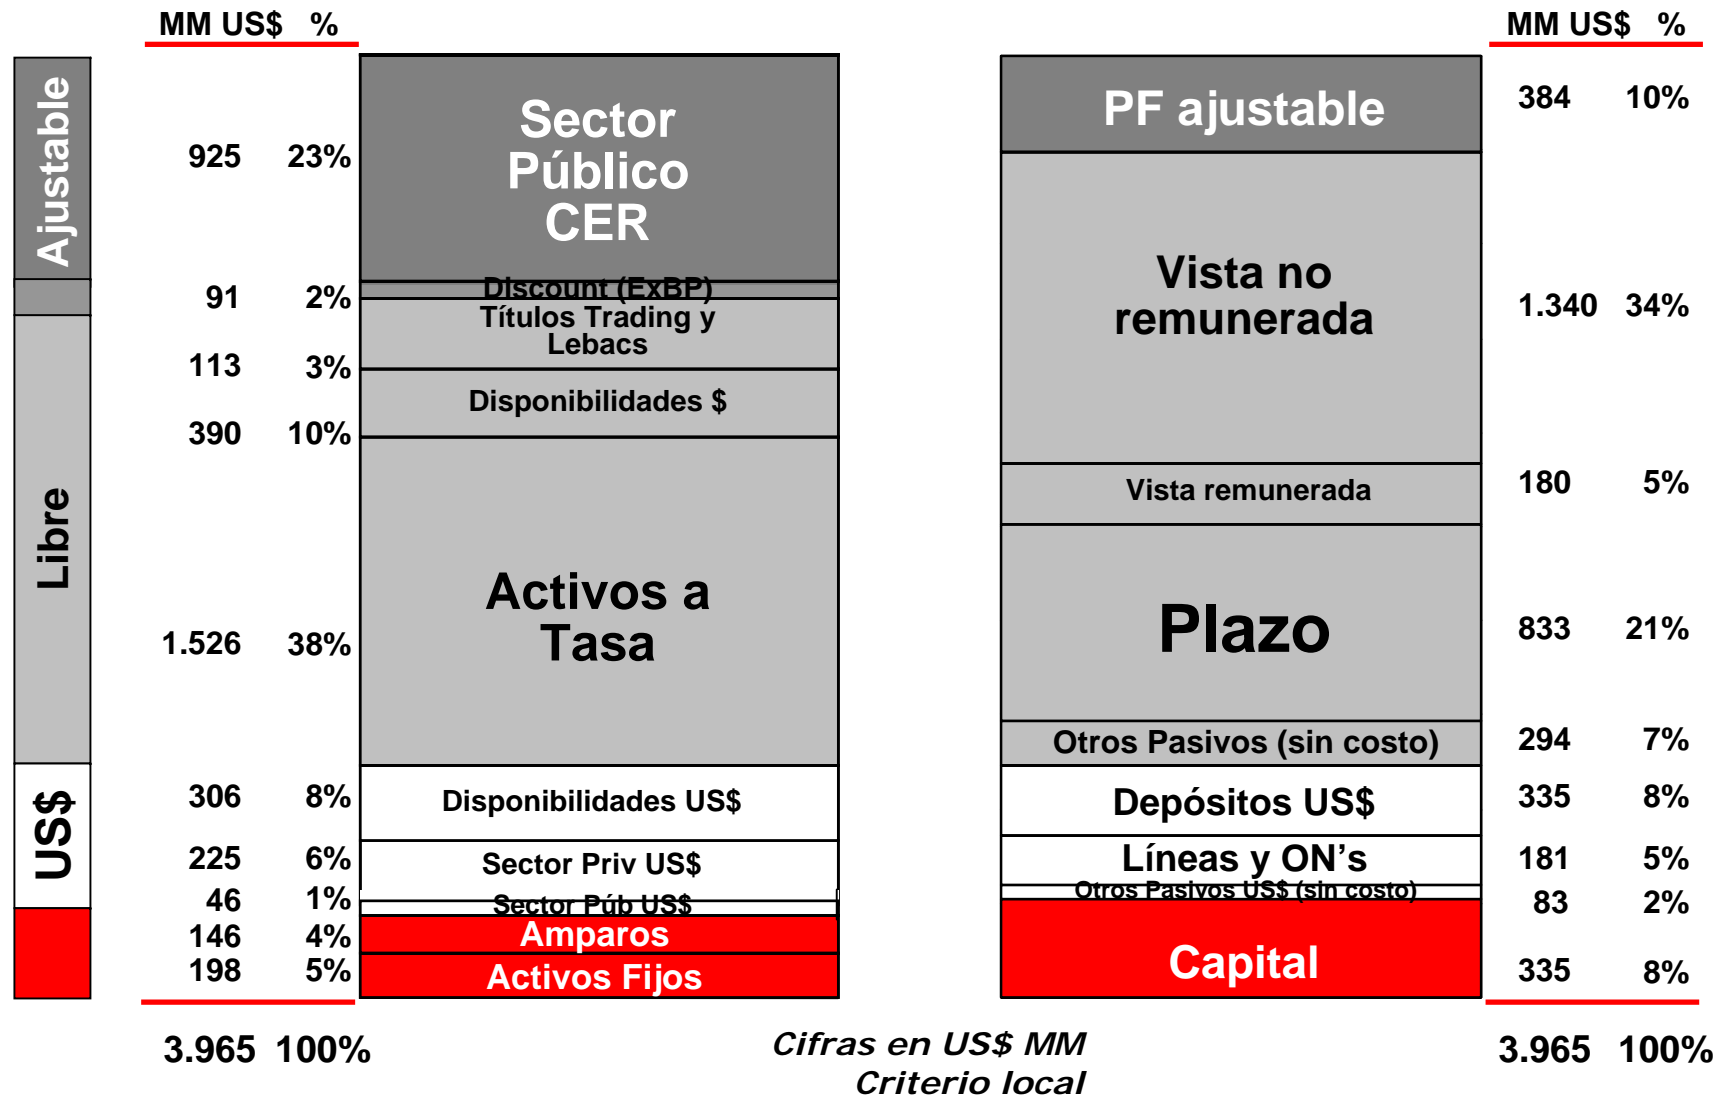 MM US$ %
MM US$ %
Ajustable
Libre
US$
925 23%
Sector
Público
CER
91 2%
Discount (ExBP)
Títulos Trading y
Lebacs
113 3%
Disponibilidades $
390 10%
Activos a
Tasa
1.526 38%
306 8%
Disponibilidades US$
225 6%
Sector Priv US$
46 1%
Sector Púb US$
146 4%
Amparos
198 5%
Activos Fijos
3.965 100%
PF ajustable
384 10%
Vista no
remunerada
1.340 34%
Vista remunerada
180 5%
Plazo
833 21%
Otros Pasivos (sin costo)
294 7%
Depósitos US$
335 8%
Líneas y ON’s
181 5%
Otros Pasivos US$ (sin costo)
83 2%
Capital
335 8%
3.965 100%
Cifras en US$ MM
Criterio local